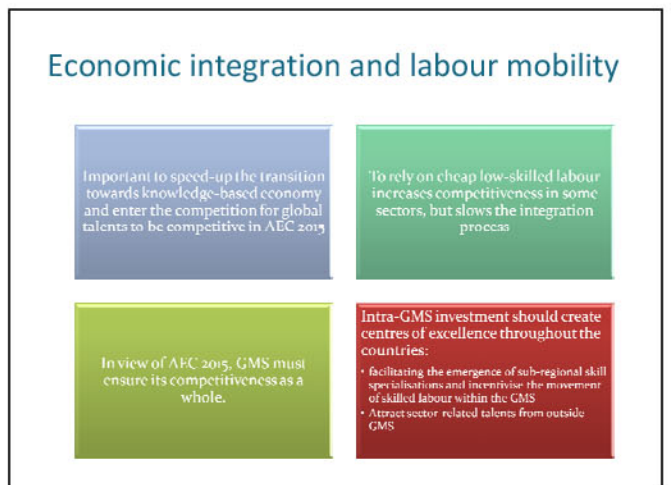 Economic integration and labour mobility
Important to speed-up the transition
towards knowledge-based economy
and enter the competition for global
talents to be competitive in AEC 2015
To rely on cheap low-skilled labour
increases competitiveness in some
sectors, but slows the integration
process
In view of AEC 2015, GMS must
ensure its competitiveness as a
whole.
Intra-GMS investment should create
centres of excellence throughout the
countries:
• facilitating the emergence of sub-regional skill
specialisations and incentivise the movement
of skilled labour within the GMS
• Attract sector-related talents from outside
GMS